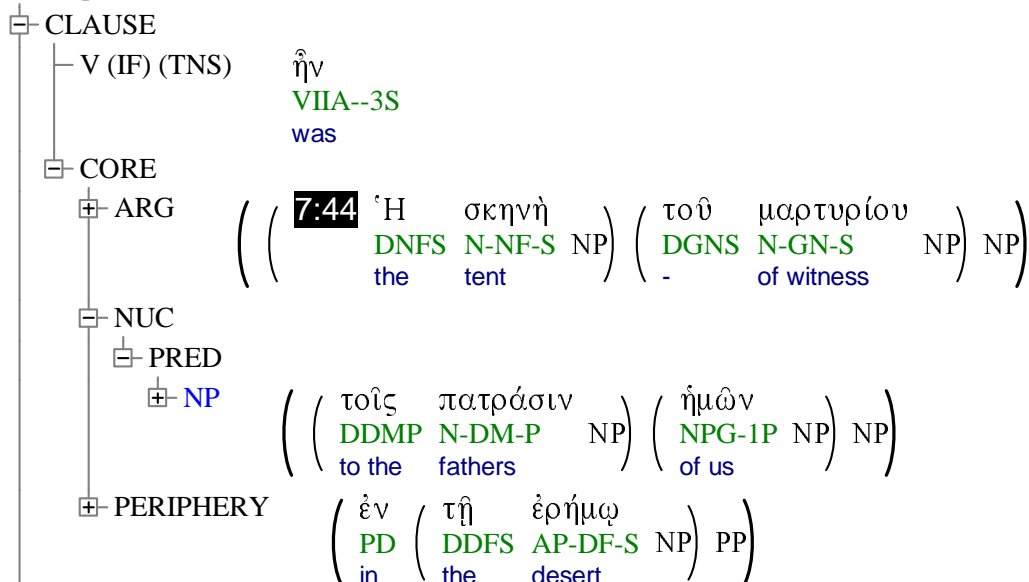 CLAUSE
V (IF) (TNS) ἦν
VIIA--3S
was
CORE
ARG ( ( 7:44 Ἡ σκηνὴ ) ( τοῦ μαρτυρίου ) )
DNFS N-NF-S NP DGNS N-GN-S NP NP
the tent - of witness
NUC
PRED
NP ( ( τοῖς πατράσιν ) ( ἡμῶν ) )
DDMP N-DM-P NP NPG-1P NP NP
to the fathers of us
PERIPHERY ( ἐν ( τῇ ἐρήμῳ ) )
PD DDFS AP-DF-S NP PP
in the desert